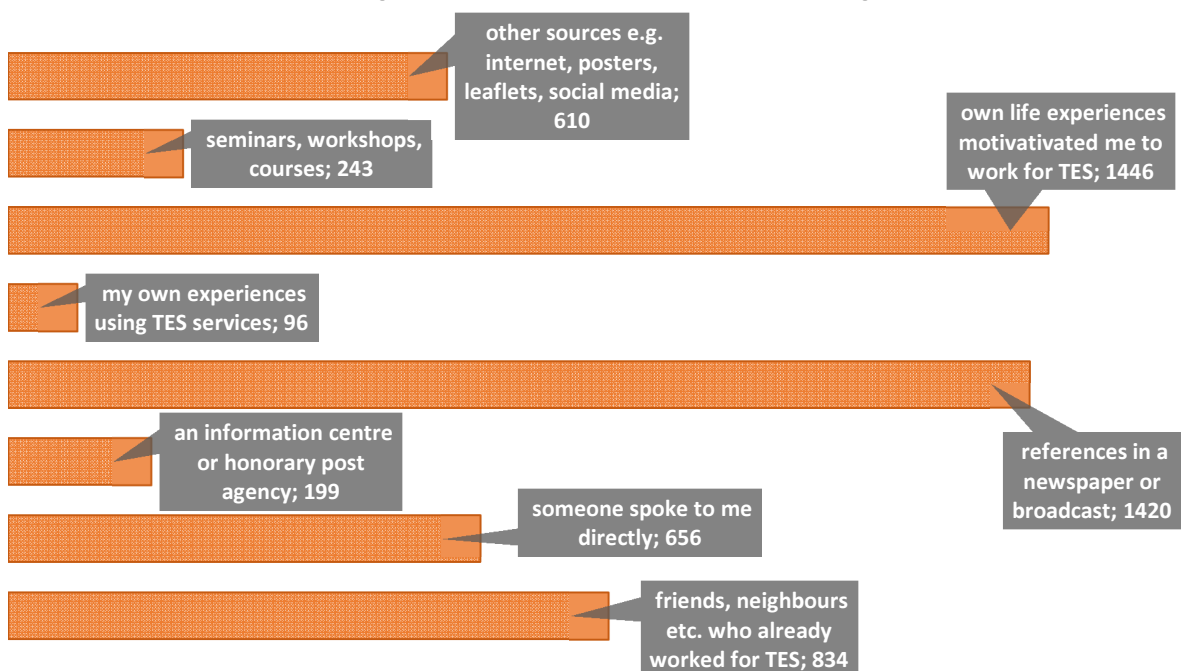 other sources e.g.
internet, posters,
leaflets, social media;
610
own life experiences
motivativated me to
work for TES; 1446
seminars, workshops,
courses; 243
my own experiences
using TES services; 96
an information centre
or honorary post
agency; 199
references in a
newspaper or
broadcast; 1420
someone spoke to me
directly; 656
friends, neighbours
etc. who already
worked for TES; 834